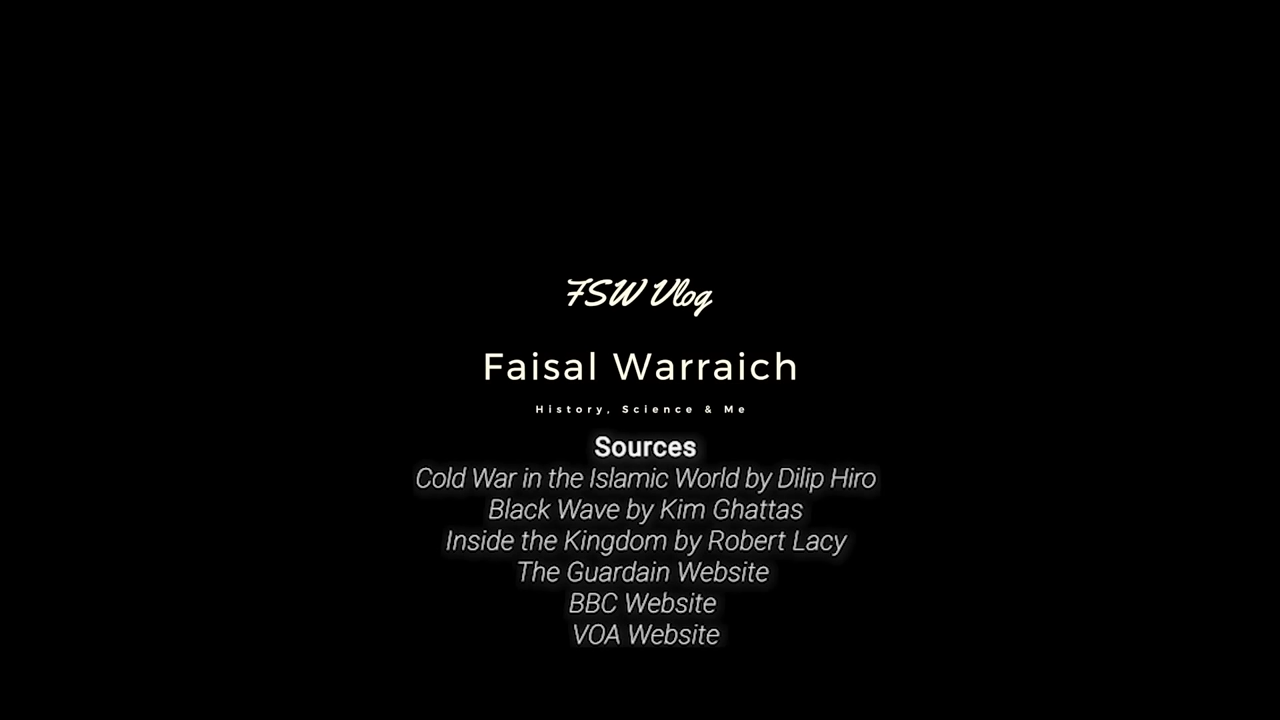 FSW Vlog
Faisal Warraich
History, Science & Me
Sources
Cold War in the Islamic World by Dilip Hiro
Black Wave by Kim Ghattas
Inside the Kingdom by Robert Lacy
The Guardain Website
BBC Website
VOA Website